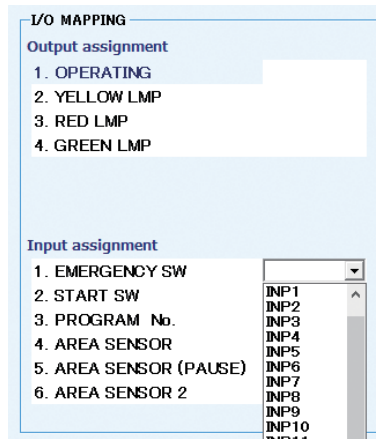 I/O MAPPING
Output assignment
1. OPERATING
2. YELLOW LMP
3. RED LMP
4. GREEN LMP
Input assignment
1. EMERGENCY SW
2. START SW
3. PROGRAM No.
4. AREA SENSOR
5. AREA SENSOR (PAUSE)
6. AREA SENSOR 2
INP1
INP2
INP3
INP4
INP5
INP6
INP7
INP8
INP9
INP10